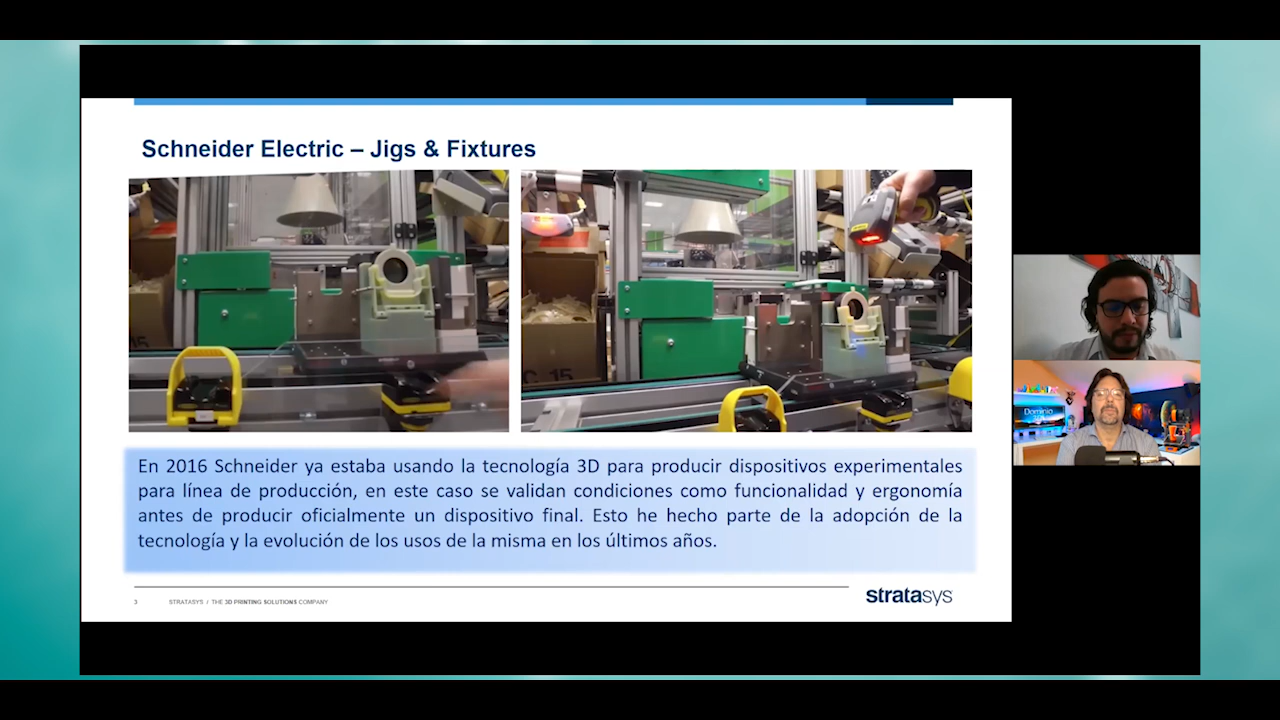 Schneider Electric – Jigs & Fixtures
C. 15
En 2016 Schneider ya estaba usando la tecnología 3D para producir dispositivos experimentales
para línea de producción, en este caso se validan condiciones como funcionalidad y ergonomía
antes de producir oficialmente un dispositivo final. Esto he hecho parte de la adopción de la
tecnología y la evolución de los usos de la misma en los últimos años.
3
STRATASYS / THE 3D PRINTING SOLUTIONS COMPANY
stratasys
Dominio